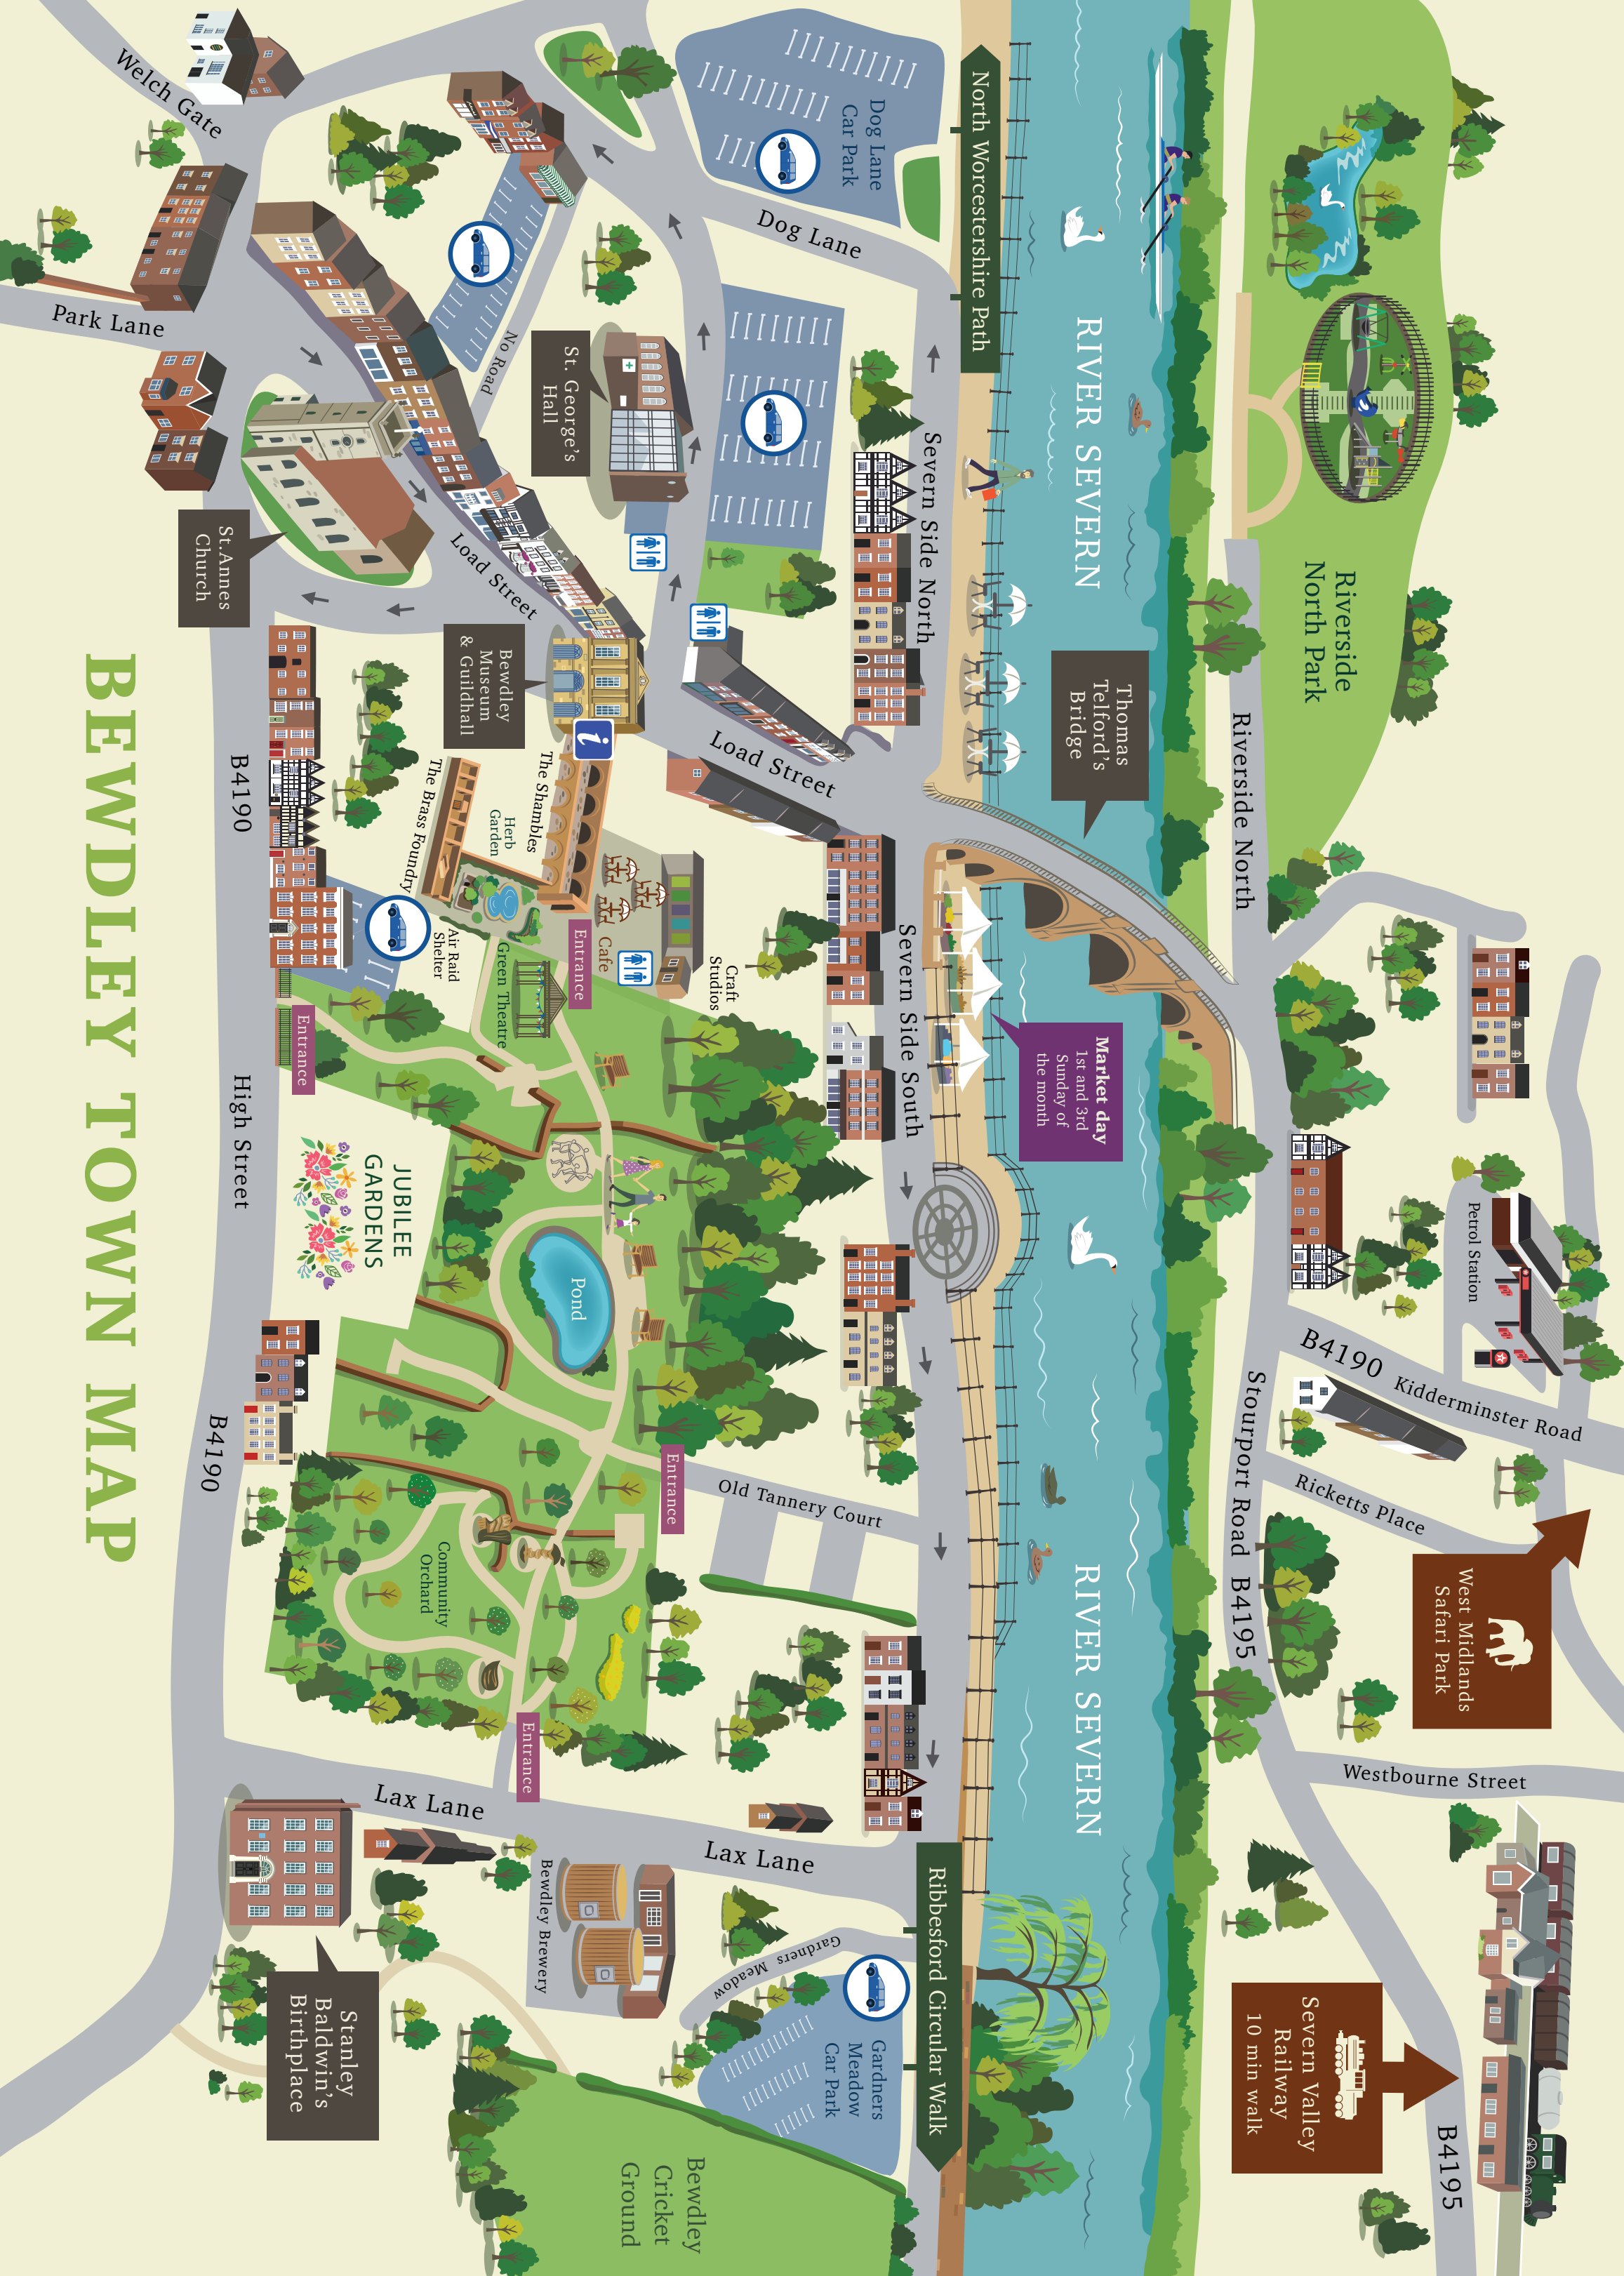 Riverside
North Park
Riverside North
Petrol Station
B4190
Kidderminster Road
Ricketts Place
Stourport Road
B4195
West Midlands
Safari Park
Westbourne Street
Severn Valley
Railway
10 min walk
B4195
RIVER SEVERN
RIVER SEVERN
Thomas
Telford's
Bridge
Market day
1st and 3rd
Sunday of
the month
North Worcestershire Path
Ribbesford Circular Walk
Severn Side North
Severn Side South
Dog Lane
Car Park
Dog Lane
Load Street
St. George's
Hall
No Road
Welch Gate
Park Lane
St.Annes
Church
Load Street
Bewdley
Museum
& Guildhall
i
The Shambles
The Brass Foundry
Herb
Garden
Cafe
Craft
Studios
Air Raid
Shelter
Green Theatre
Entrance
Entrance
JUBILEE
GARDENS
Pond
Entrance
Old Tannery Court
Community
Orchard
Entrance
Lax Lane
Lax Lane
Bewdley Brewery
Gardners Meadow
Gardners
Meadow
Car Park
Bewdley
Cricket
Ground
Stanley
Baldwin's
Birthplace
B4190
High Street
B4190
BEWDLEY TOWN MAP